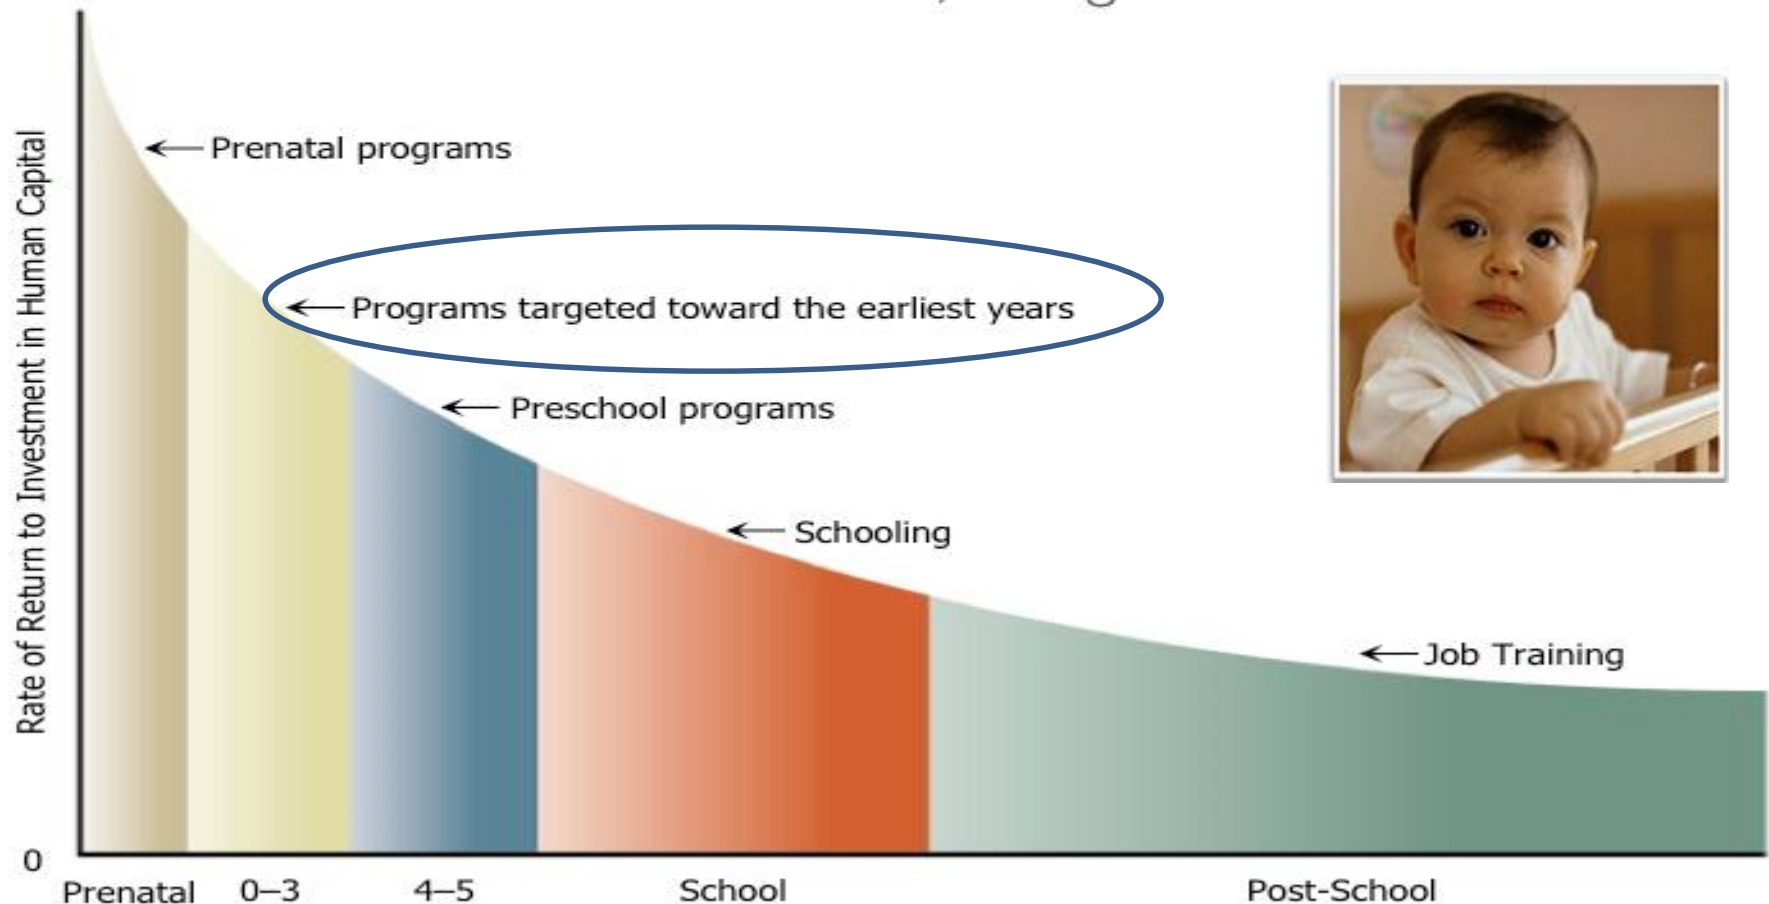 Prenatal programs
Programs targeted toward the earliest years
Preschool programs
Schooling
Job Training
Rate of Return to Investment in Human Capital
0
Prenatal
0–3
4–5
School
Post-School